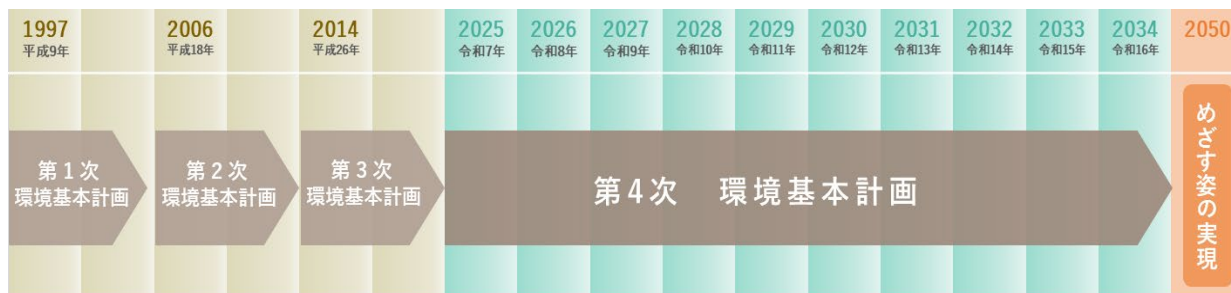 1997
平成9年
2006
平成18年
2014
平成26年
2025
令和7年
2026
令和8年
2027
令和9年
2028
令和10年
2029
令和11年
2030
令和12年
2031
令和13年
2032
令和14年
2033
令和15年
2034
令和16年
2050
第1次
環境基本計画
第2次
環境基本計画
第3次
環境基本計画
第4次 環境基本計画
めざす姿の実現